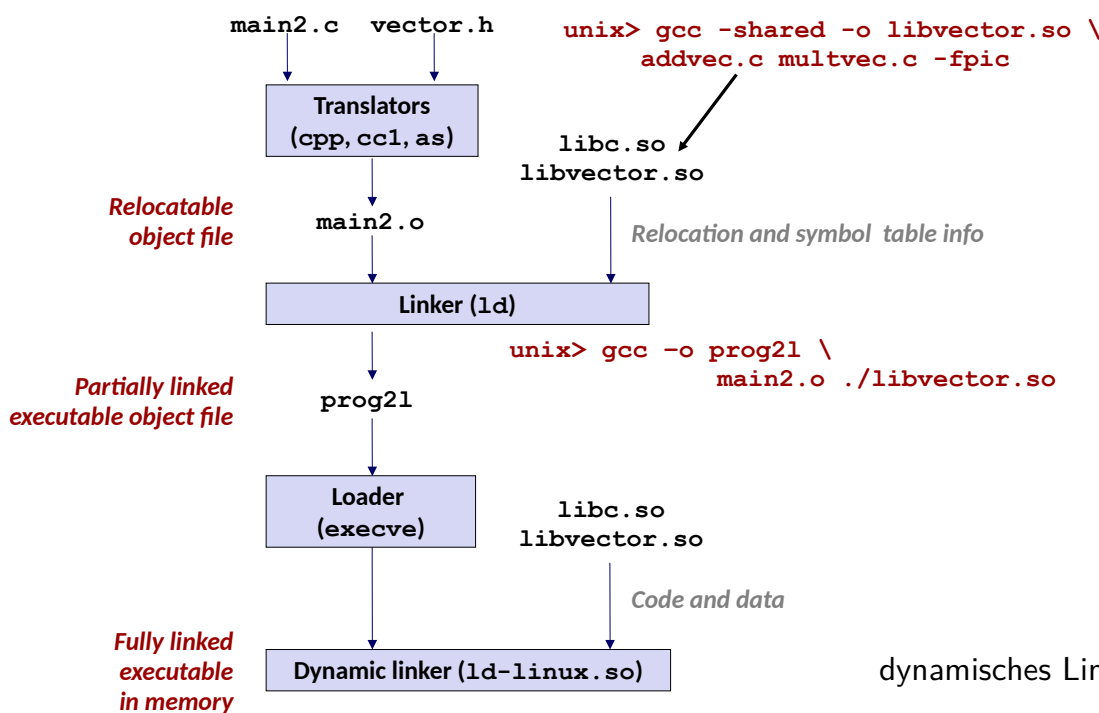 main2.c vector.h
unix> gcc -shared -o libvector.so \
addvec.c multvec.c -fpic
Translators
(cpp, cc1, as)
libc.so
libvector.so
Relocatable
object file
main2.o
Relocation and symbol table info
Linker (ld)
unix> gcc –o prog2l \
main2.o ./libvector.so
Partially linked
executable object file
prog2l
Loader
(execve)
libc.so
libvector.so
Code and data
Fully linked
executable
in memory
Dynamic linker (ld-linux.so)
dynamisches